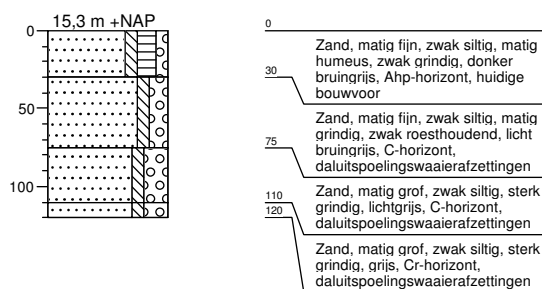 15,3 m +NAP
0
50
100
0
Zand, matig fijn, zwak siltig, matig
humeus, zwak grindig, donker
bruingrijs, Ahp-horizont, huidige
bouwvoor
30
Zand, matig fijn, zwak siltig, matig
grindig, zwak roesthoudend, licht
bruingrijs, C-horizont,
daluitspoelingswaaierafzettingen
75
Zand, matig grof, zwak siltig, sterk
grindig, lichtgrijs, C-horizont,
daluitspoelingswaaierafzettingen
110
Zand, matig grof, zwak siltig, sterk
grindig, grijs, Cr-horizont,
daluitspoelingswaaierafzettingen
120